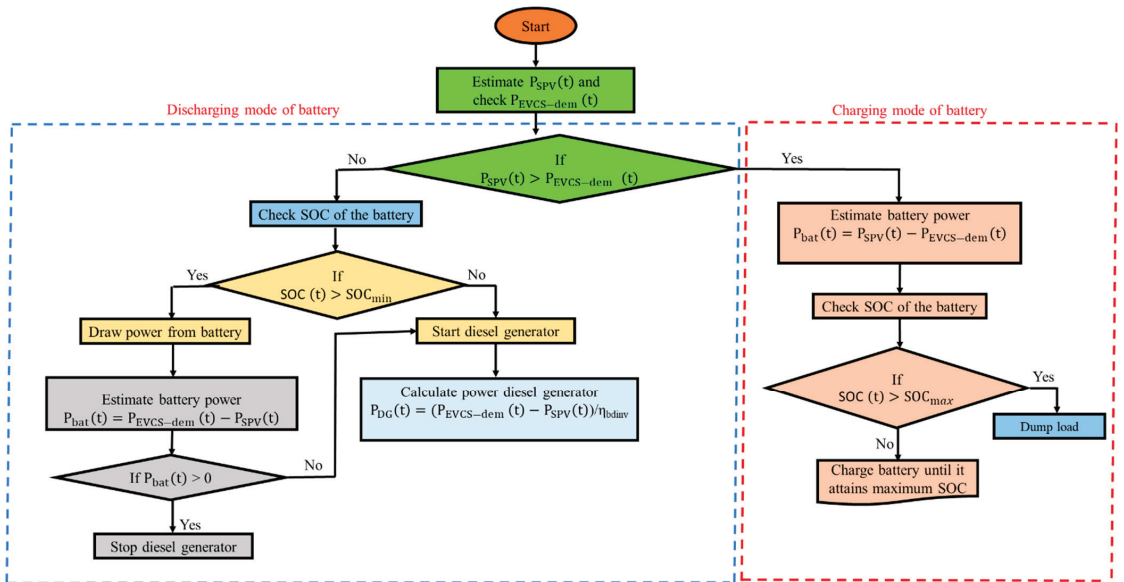 Start
Estimate P_SPV(t) and
check P_EVCS−dem (t)
Discharging mode of battery
Charging mode of battery
If
P_SPV(t) > P_EVCS−dem (t)
No
Yes
Check SOC of the battery
If
SOC (t) > SOC_min
Yes
No
Draw power from battery
Start diesel generator
Estimate battery power
P_bat(t) = P_EVCS−dem (t) − P_SPV(t)
Calculate power diesel generator
P_DG(t) = (P_EVCS−dem (t) − P_SPV(t))/η_bdinv
If P_bat(t) > 0
No
Yes
Stop diesel generator
Estimate battery power
P_bat(t) = P_SPV(t) − P_EVCS−dem(t)
Check SOC of the battery
If
SOC (t) > SOC_max
Yes
Dump load
No
Charge battery until it
attains maximum SOC